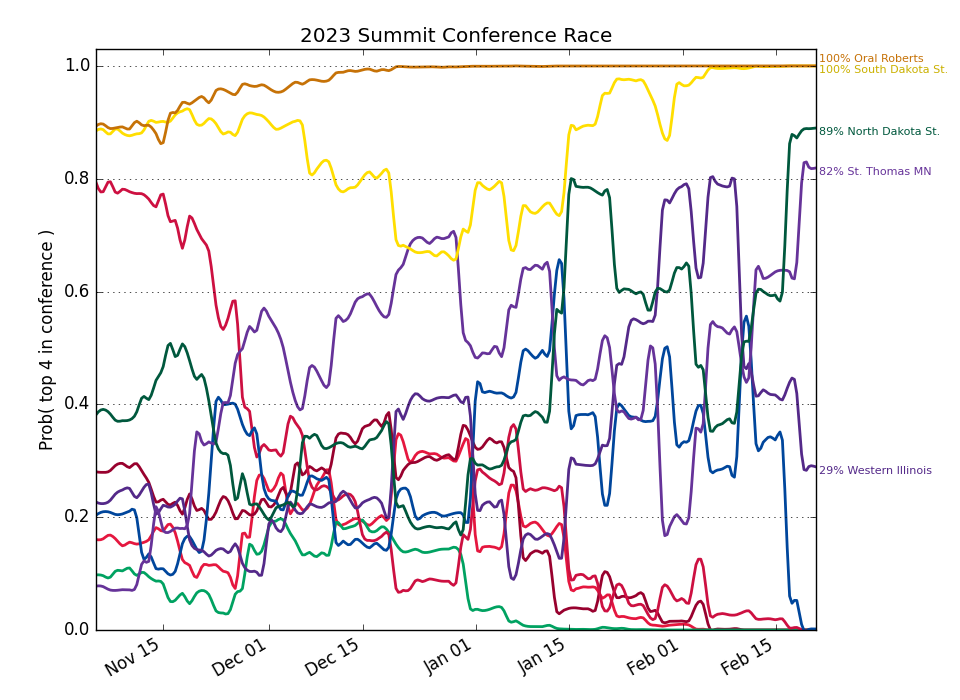 2023 Summit Conference Race
Prob( top 4 in conference )
1.0
0.8
0.6
0.4
0.2
0.0
Nov 15
Dec 01
Dec 15
Jan 01
Jan 15
Feb 01
Feb 15
100% Oral Roberts
100% South Dakota St.
89% North Dakota St.
82% St. Thomas MN
29% Western Illinois